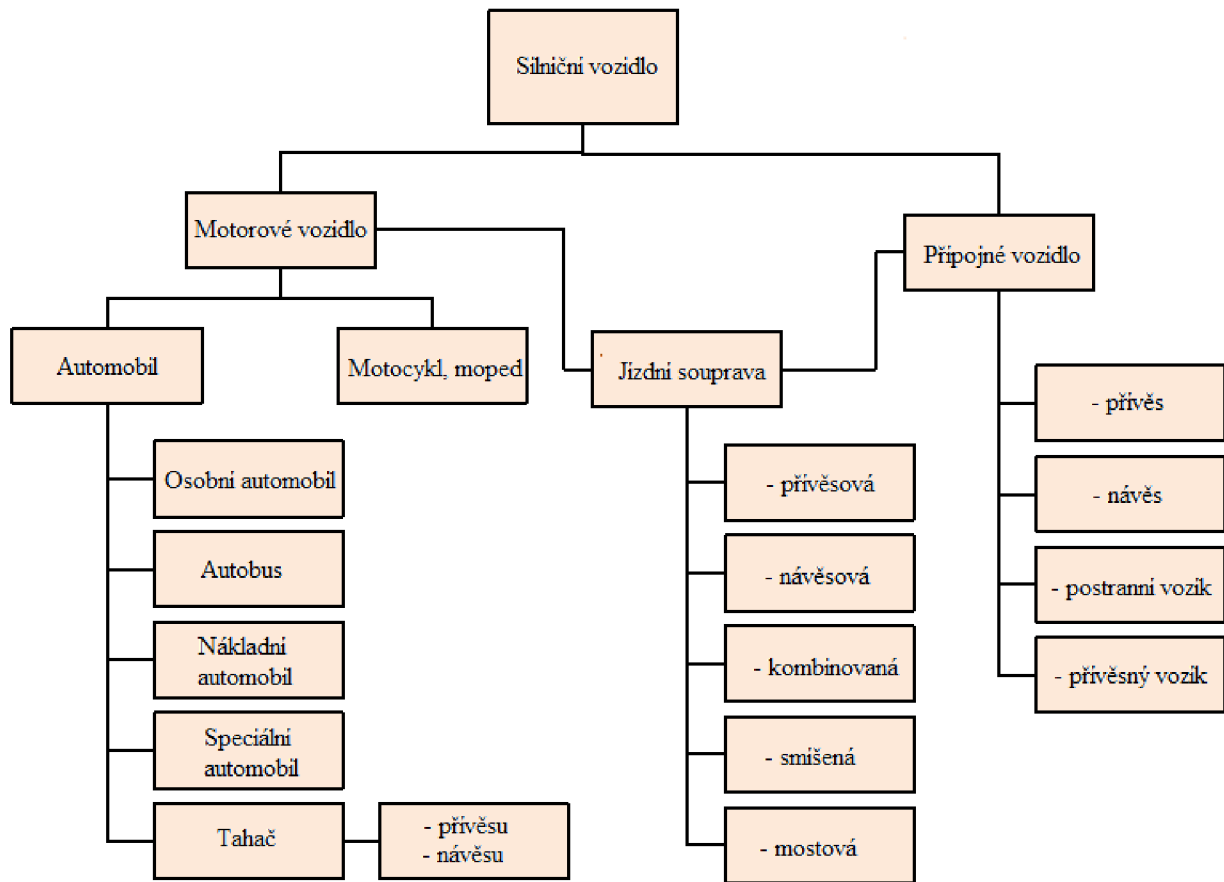 Silniční vozidlo
Motorové vozidlo
Přípojné vozidlo
Automobil
Motocykl, moped
Jízdní souprava
Osobní automobil
Autobus
Nákladní
automobil
Speciální
automobil
Tahač
- přívěsu
- návěsu
- přívěsová
- návěsová
- kombinovaná
- smíšená
- mostová
- přívěs
- návěs
- postranní vozík
- přívěsný vozík